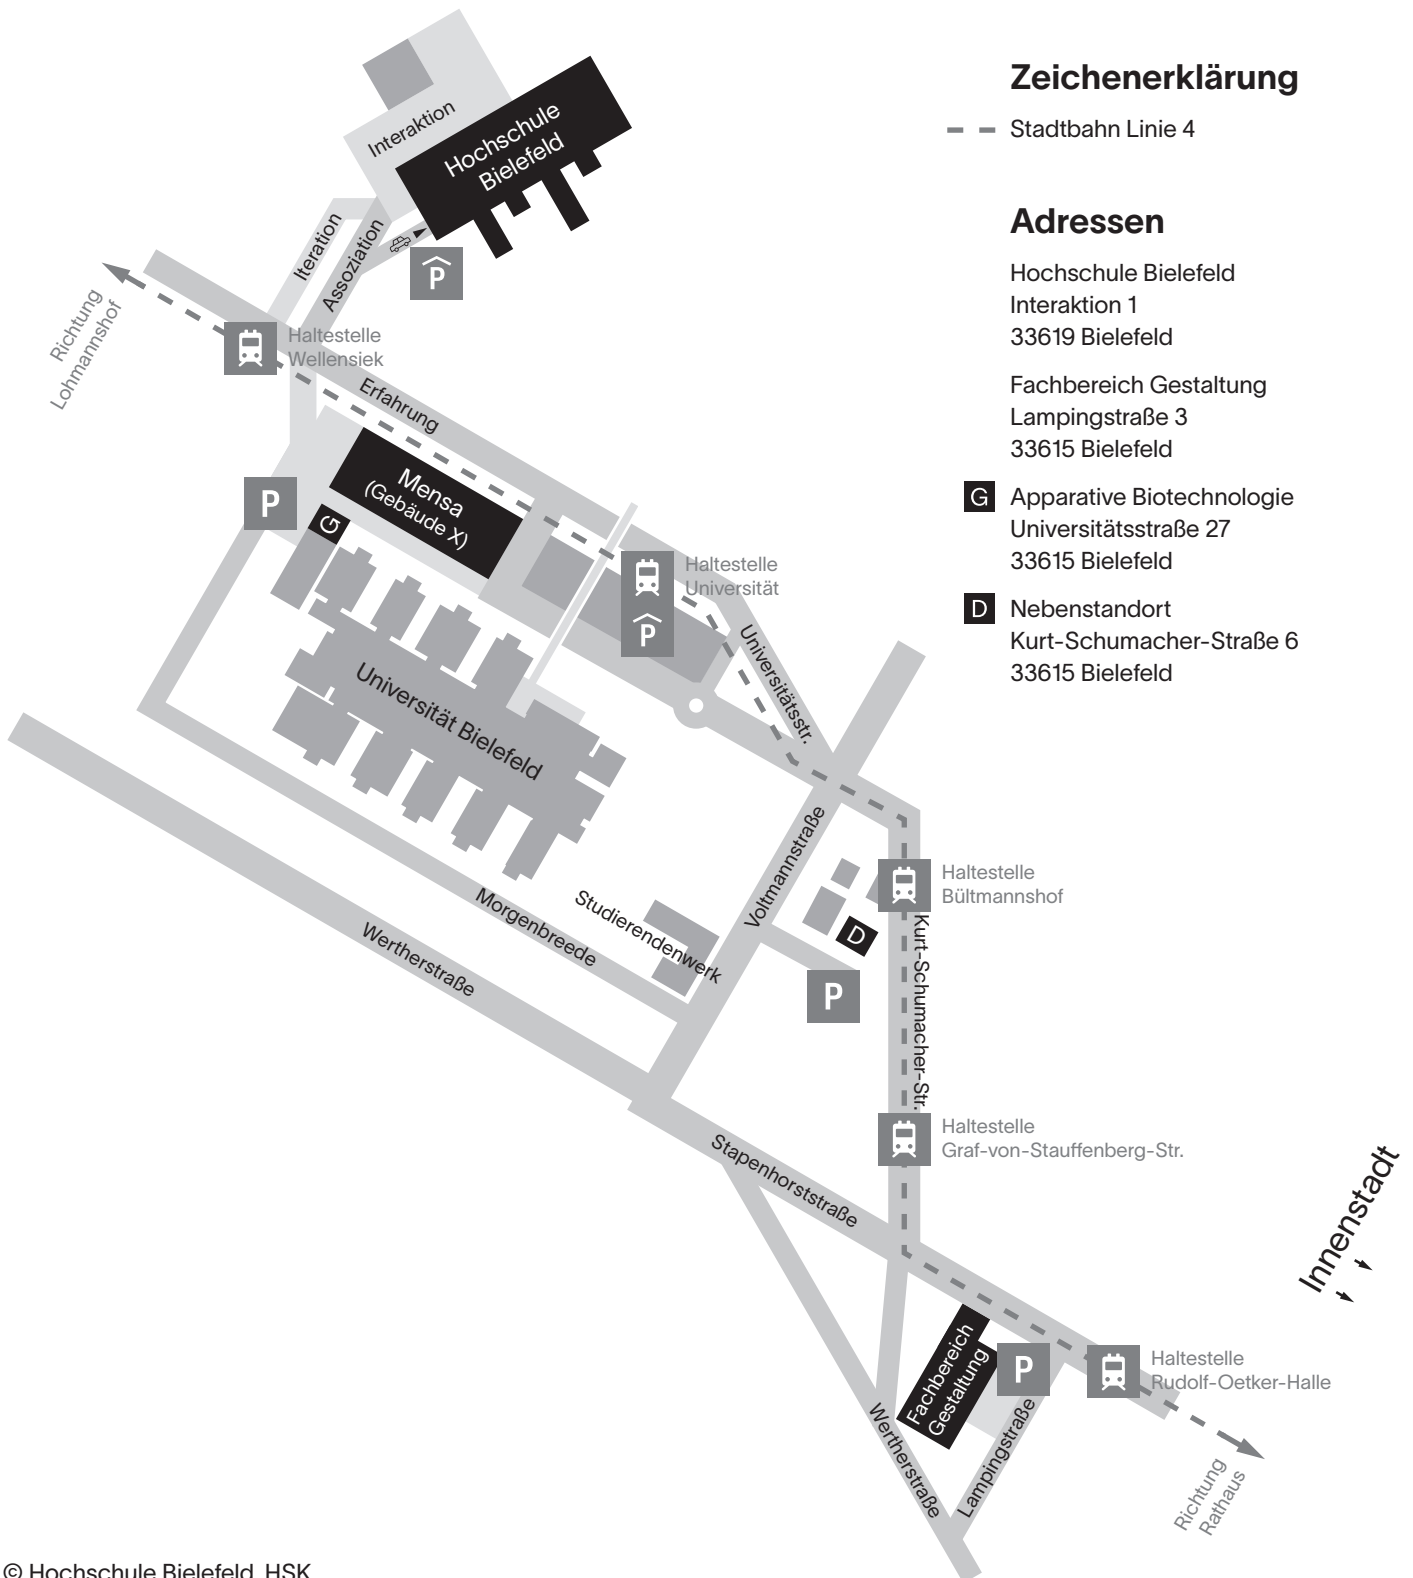 Zeichenerklärung
Stadtbahn Linie 4
Adressen
Hochschule Bielefeld
Interaktion 1
33619 Bielefeld
Fachbereich Gestaltung
Lampingstraße 3
33615 Bielefeld
G Apparative Biotechnologie
Universitätsstraße 27
33615 Bielefeld
D Nebenstandort
Kurt-Schumacher-Straße 6
33615 Bielefeld
Interaktion
Hochschule
Bielefeld
Iteration
Assoziation
P
Richtung
Lohmannshof
Haltestelle
Wellensiek
Erfahrung
Mensa
(Gebäude X)
P
G
Haltestelle
Universität
P
Universitätsstr.
Universität Bielefeld
Voltmannstraße
Haltestelle
Bültmannshof
Studierendenwerk
Morgenbreede
Wertherstraße
D
P
Kurt-Schumacher-Str.
Haltestelle
Graf-von-Stauffenberg-Str.
Stapenhorststraße
Innenstadt
Fachbereich
Gestaltung
P
Haltestelle
Rudolf-Oetker-Halle
Wertherstraße
Lampingstraße
Richtung
Rathaus
© Hochschule Bielefeld, HSK